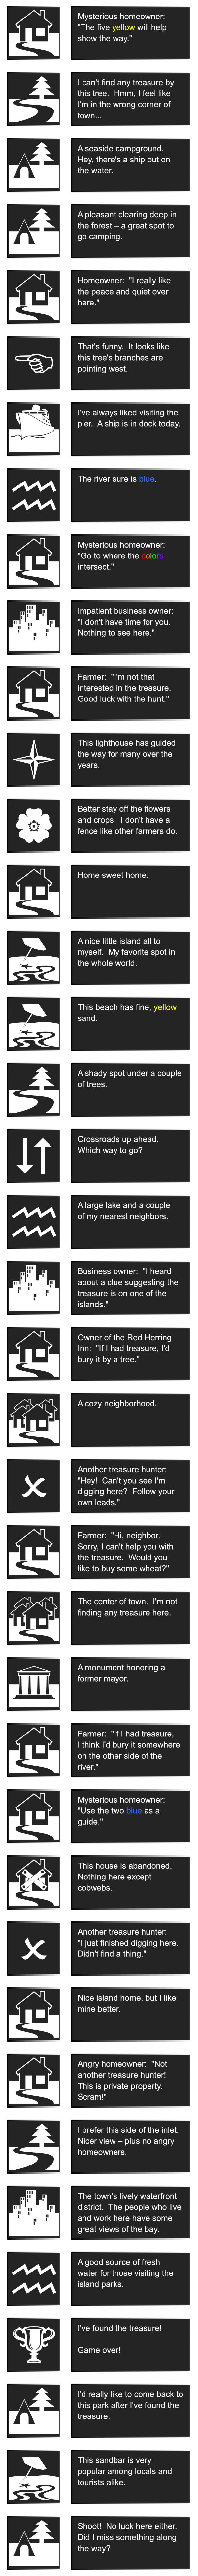 Mysterious homeowner:
"The five yellow will help
show the way."
I can't find any treasure by
this tree.  Hmm, I feel like
I'm in the wrong corner of
town...
A seaside campground.
Hey, there's a ship out on
the water.
A pleasant clearing deep in
the forest – a great spot to
go camping.
Homeowner:  "I really like
the peace and quiet over
here."
That's funny.  It looks like
this tree's branches are
pointing west.
I've always liked visiting the
pier.  A ship is in dock today.
The river sure is blue.
Mysterious homeowner:
"Go to where the colors
intersect."
Impatient business owner:
"I don't have time for you.
Nothing to see here."
Farmer:  "I'm not that
interested in the treasure.
Good luck with the hunt."
This lighthouse has guided
the way for many over the
years.
Better stay off the flowers
and crops.  I don't have a
fence like other farmers do.
Home sweet home.
A nice little island all to
myself.  My favorite spot in
the whole world.
This beach has fine, yellow
sand.
A shady spot under a couple
of trees.
Crossroads up ahead.
Which way to go?
A large lake and a couple
of my nearest neighbors.
Business owner:  "I heard
about a clue suggesting the
treasure is on one of the
islands."
Owner of the Red Herring
Inn:  "If I had treasure, I'd
bury it by a tree."
A cozy neighborhood.
Another treasure hunter:
"Hey!  Can't you see I'm
digging here?  Follow your
own leads."
Farmer:  "Hi, neighbor.
Sorry, I can't help you with
the treasure.  Would you
like to buy some wheat?"
The center of town.  I'm not
finding any treasure here.
A monument honoring a
former mayor.
Farmer:  "If I had treasure,
I think I'd bury it somewhere
on the other side of the
river."
Mysterious homeowner:
"Use the two blue as a
guide."
This house is abandoned.
Nothing here except
cobwebs.
Another treasure hunter:
"I just finished digging here.
Didn't find a thing."
Nice island home, but I like
mine better.
Angry homeowner:  "Not
another treasure hunter!
This is private property.
Scram!"
I prefer this side of the inlet.
Nicer view – plus no angry
homeowners.
The town's lively waterfront
district.  The people who live
and work here have some
great views of the bay.
A good source of fresh
water for those visiting the
island parks.
I've found the treasure!
Game over!
I'd really like to come back to
this park after I've found the
treasure.
This sandbar is very
popular among locals and
tourists alike.
Shoot!  No luck here either.
Did I miss something along
the way?